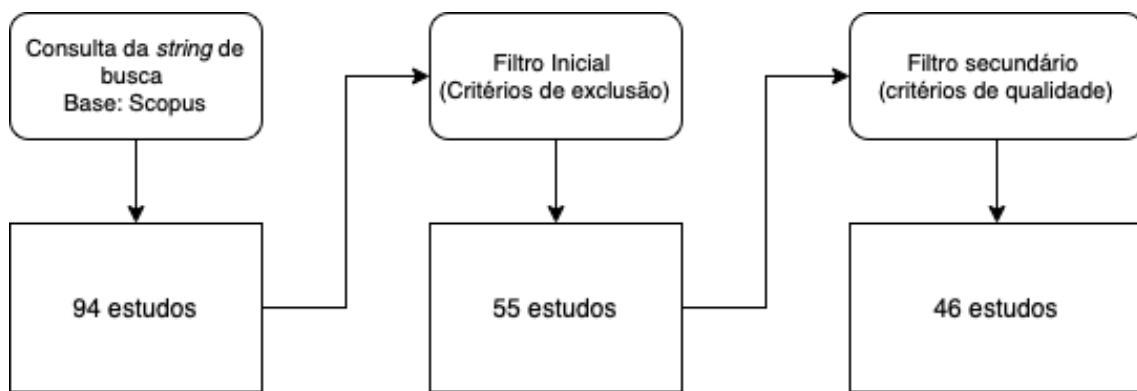 Consulta da string de
busca
Base: Scopus
Filtro Inicial
(Critérios de exclusão)
Filtro secundário
(critérios de qualidade)
94 estudos
55 estudos
46 estudos